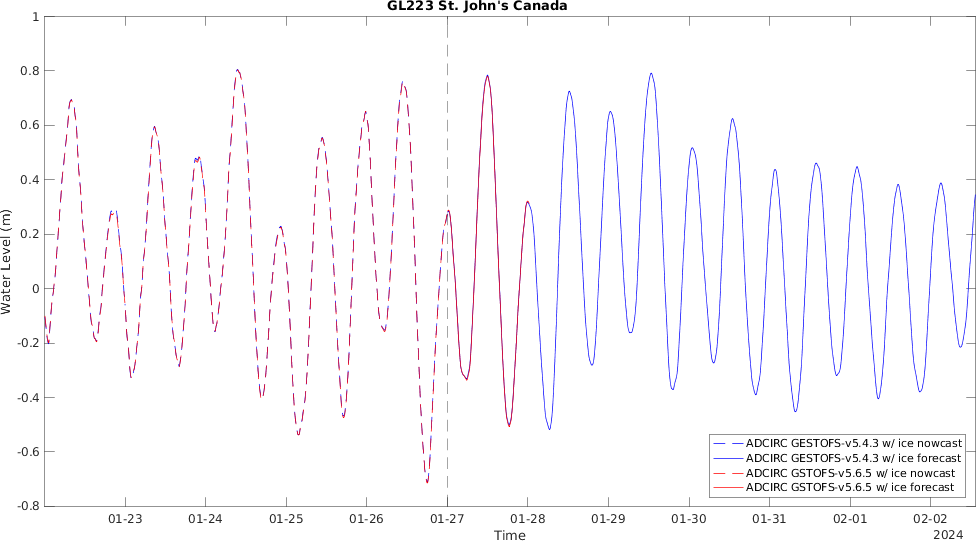 GL223 St. John's Canada
1
0.8
0.6
0.4
0.2
0
-0.2
-0.4
-0.6
-0.8
Water Level (m)
ADCIRC GESTOFS-v5.4.3 w/ ice nowcast
ADCIRC GESTOFS-v5.4.3 w/ ice forecast
ADCIRC GSTOFS-v5.6.5 w/ ice nowcast
ADCIRC GSTOFS-v5.6.5 w/ ice forecast
01-23 01-24 01-25 01-26 01-27 01-28 01-29 01-30 01-31 02-01 02-02
Time
2024